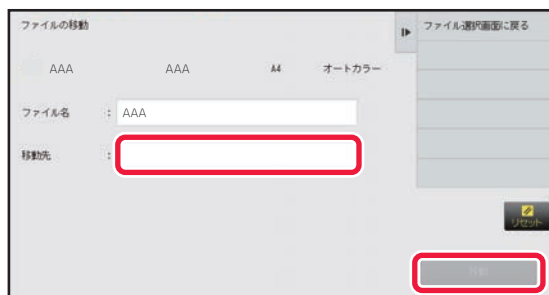 ファイルの移動
ファイル選択画面に戻る
AAA AAA A4 オートカラー
ファイル名 : AAA
移動先 :
リセット
移動